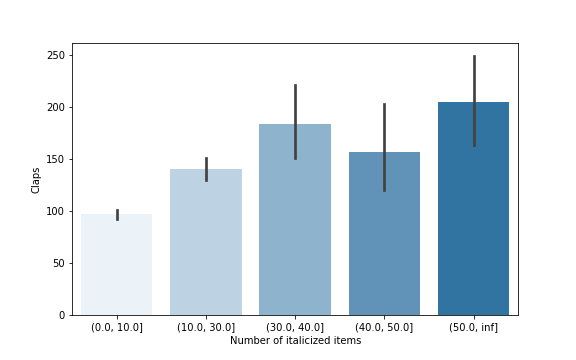 250
200
150
100
50
0
Claps
(0.0, 10.0] (10.0, 30.0] (30.0, 40.0] (40.0, 50.0] (50.0, inf]
Number of italicized items